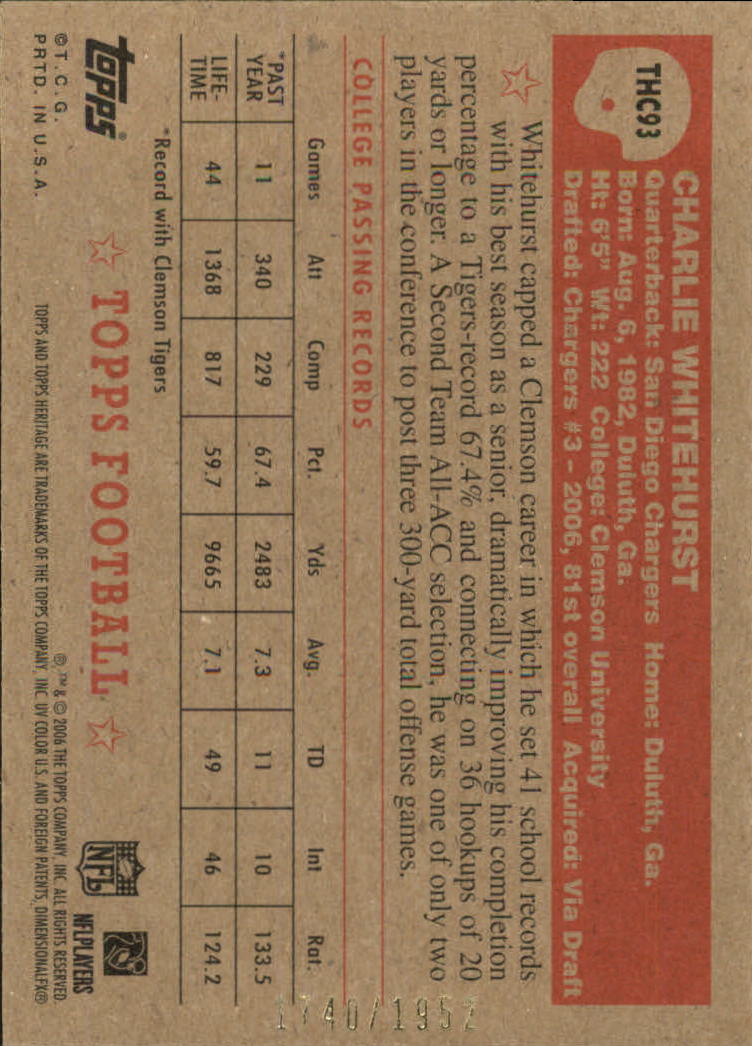 THC93
CHARLIE WHITEHURST
Quarterback: San Diego Chargers Home: Duluth, Ga.
Born: Aug. 6, 1982, Duluth, Ga.
Ht: 6'5" Wt: 222 College: Clemson University
Drafted: Chargers #3 - 2006, 81st overall Acquired: Via Draft
Whitehurst capped a Clemson career in which he set 41 school records
with his best season as a senior, dramatically improving his completion
percentage to a Tigers-record 67.4% and connecting on 36 hookups of 20
yards or longer. A Second Team All-ACC selection, he was one of only two
players in the conference to post three 300-yard total offense games.
COLLEGE PASSING RECORDS
Games Att Comp Pct. Yds Avg. TD Int Rat.
*PAST YEAR 11 340 229 67.4 2483 7.3 11 10 133.5
LIFE-TIME 44 1368 817 59.7 9665 7.1 49 46 124.2
*Record with Clemson Tigers
topps®
©T.C.G.
PRTD. IN U.S.A.
TOPPS FOOTBALL
NFL
NFLPLAYERS
®, ™ & © 2006 THE TOPPS COMPANY, INC. ALL RIGHTS RESERVED
TOPPS AND TOPPS HERITAGE ARE TRADEMARKS OF THE TOPPS COMPANY, INC. UV COLOR U.S. AND FOREIGN PATENTS, DIMENSIONALFX®
1740/1952